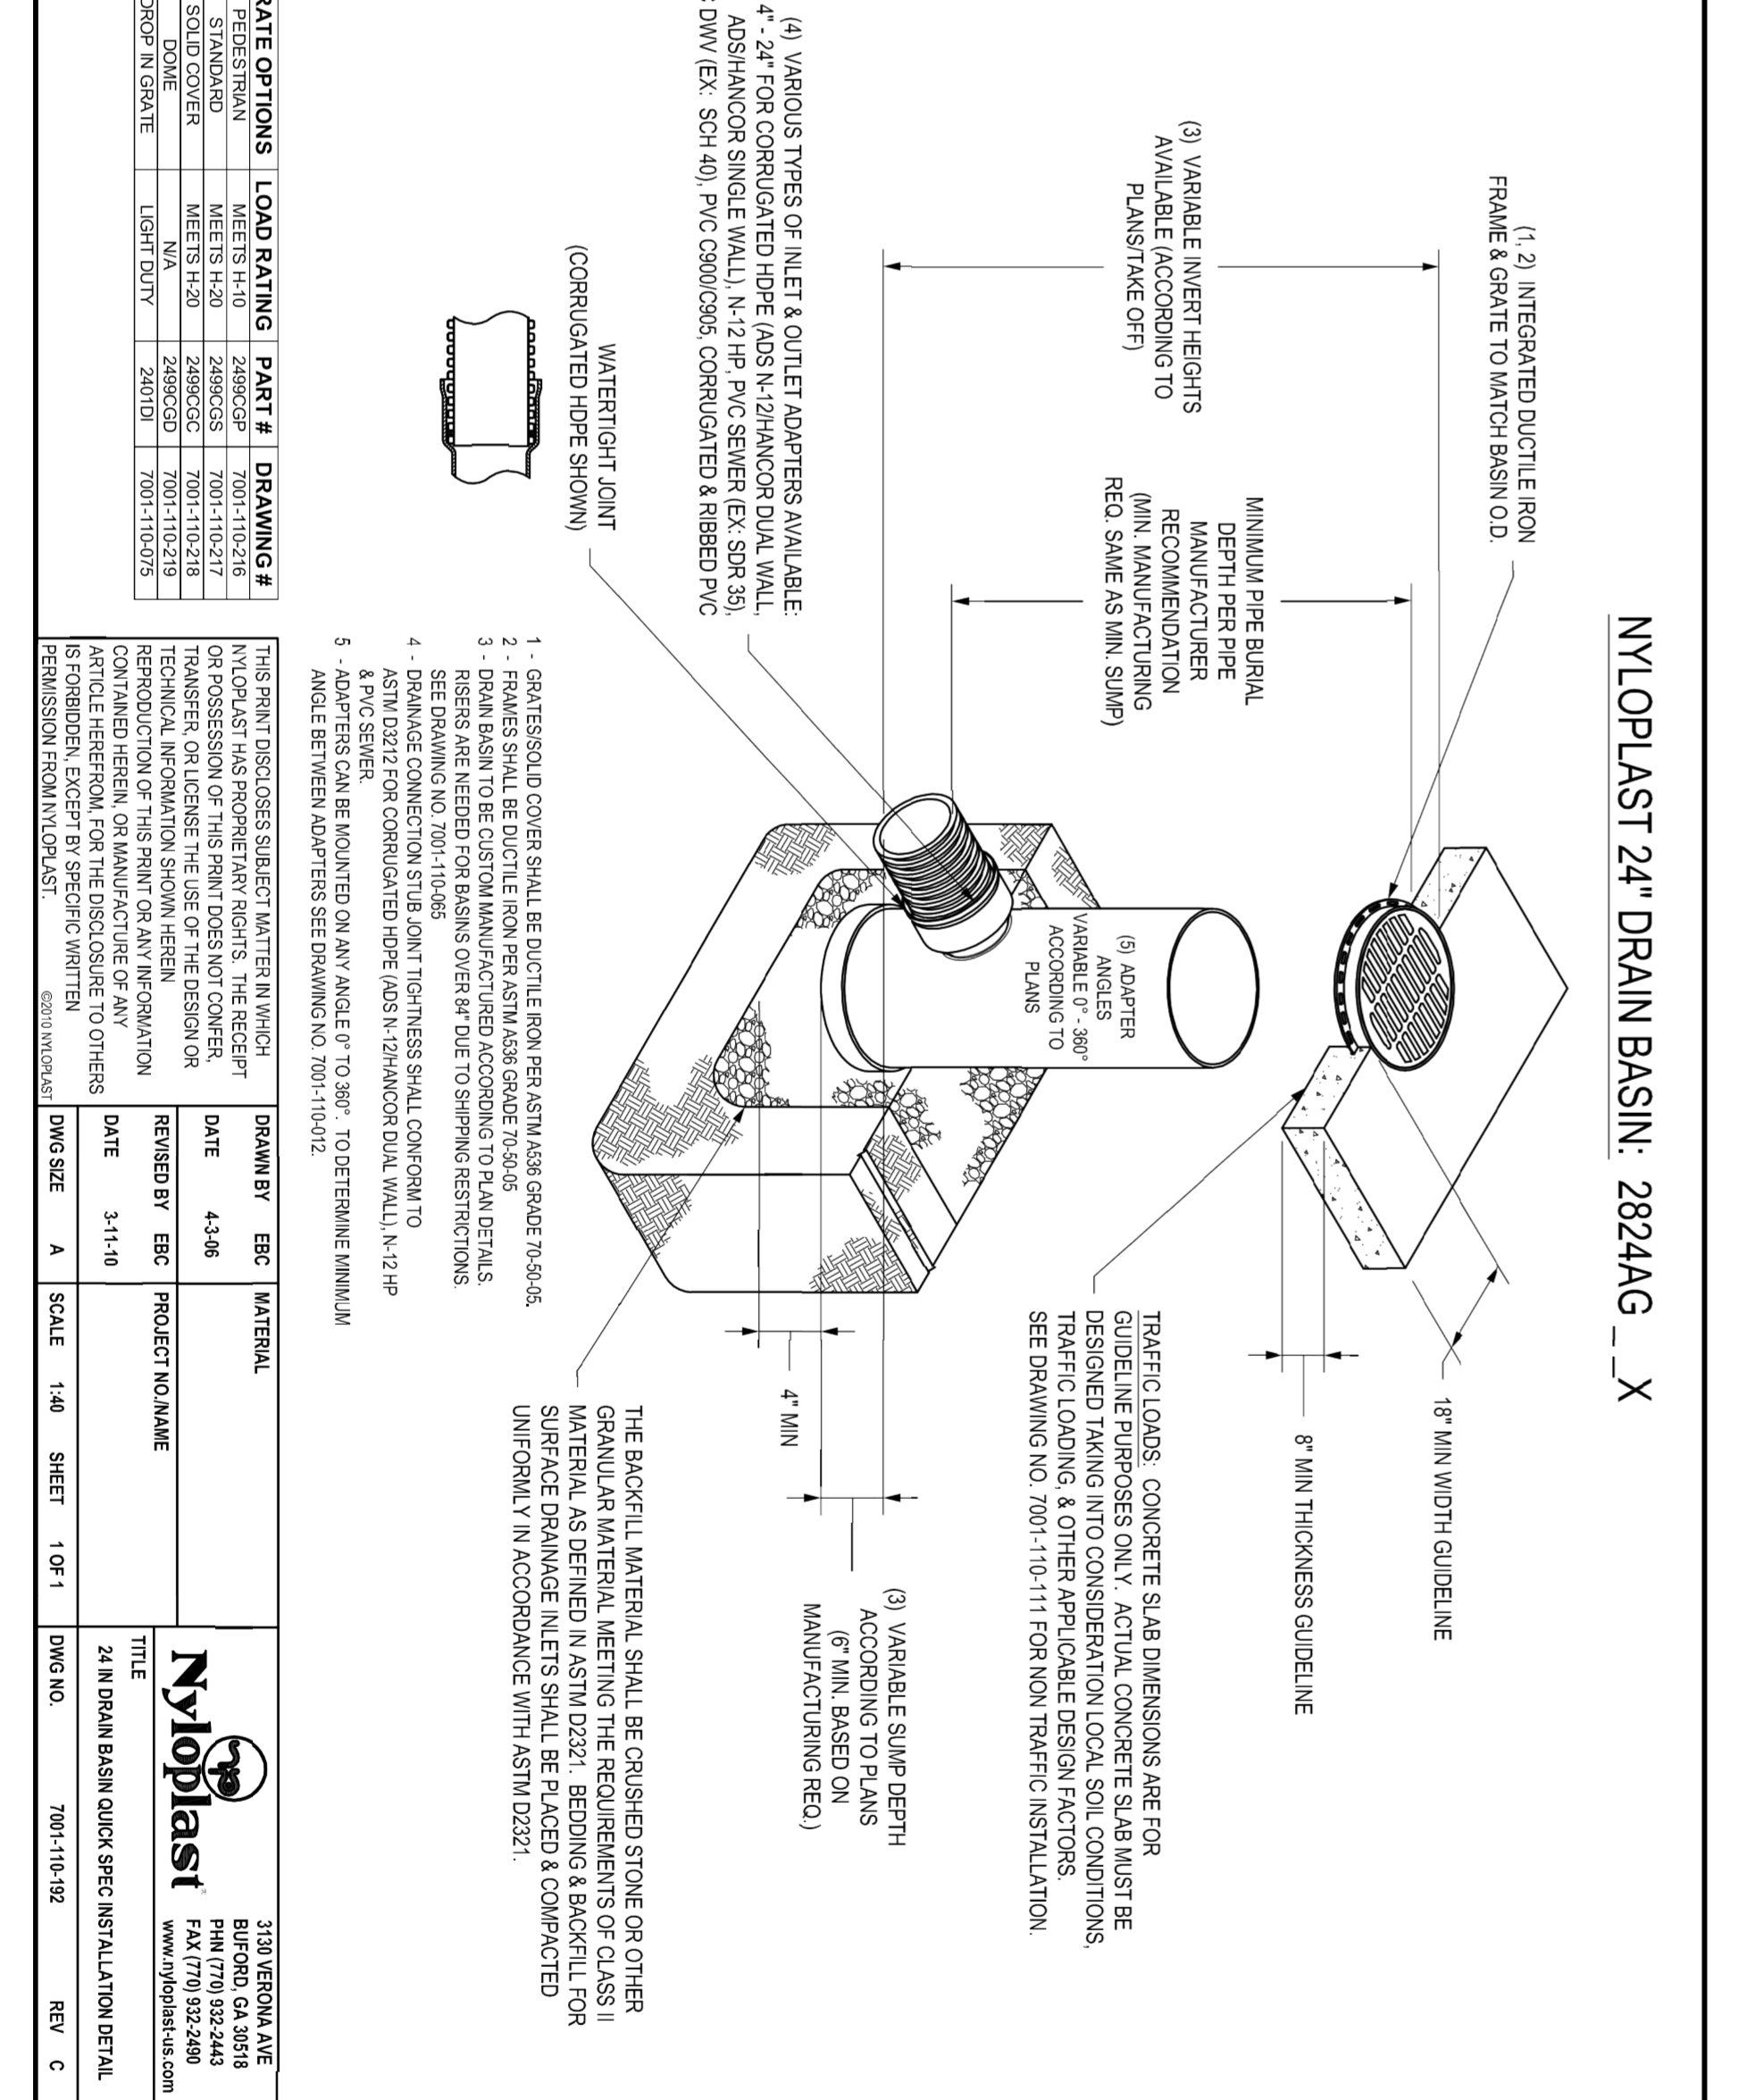 NYLOPLAST 24" DRAIN BASIN: 2824AG _ _ X
(1, 2) INTEGRATED DUCTILE IRON
FRAME & GRATE TO MATCH BASIN O.D.
18" MIN WIDTH GUIDELINE
8" MIN THICKNESS GUIDELINE
(3) VARIABLE INVERT HEIGHTS
AVAILABLE (ACCORDING TO
PLANS/TAKE OFF)
MINIMUM PIPE BURIAL
DEPTH PER PIPE
MANUFACTURER
RECOMMENDATION
(MIN. MANUFACTURING
REQ. SAME AS MIN. SUMP)
(5) ADAPTER
ANGLES
VARIABLE 0° - 360°
ACCORDING TO
PLANS
TRAFFIC LOADS: CONCRETE SLAB DIMENSIONS ARE FOR
GUIDELINE PURPOSES ONLY. ACTUAL CONCRETE SLAB MUST BE
DESIGNED TAKING INTO CONSIDERATION LOCAL SOIL CONDITIONS,
TRAFFIC LOADING, & OTHER APPLICABLE DESIGN FACTORS.
SEE DRAWING NO. 7001-110-111 FOR NON TRAFFIC INSTALLATION.
(3) VARIABLE SUMP DEPTH
ACCORDING TO PLANS
(6" MIN. BASED ON
MANUFACTURING REQ.)
4" MIN
(4) VARIOUS TYPES OF INLET & OUTLET ADAPTERS AVAILABLE:
4" - 24" FOR CORRUGATED HDPE (ADS N-12/HANCOR DUAL WALL,
ADS/HANCOR SINGLE WALL), N-12 HP, PVC SEWER (EX: SDR 35),
DWV (EX: SCH 40), PVC C900/C905, CORRUGATED & RIBBED PVC
WATERTIGHT JOINT
(CORRUGATED HDPE SHOWN)
THE BACKFILL MATERIAL SHALL BE CRUSHED STONE OR OTHER
GRANULAR MATERIAL MEETING THE REQUIREMENTS OF CLASS II
MATERIAL AS DEFINED IN ASTM D2321. BEDDING & BACKFILL FOR
SURFACE DRAINAGE INLETS SHALL BE PLACED & COMPACTED
UNIFORMLY IN ACCORDANCE WITH ASTM D2321.
1 - GRATES/SOLID COVER SHALL BE DUCTILE IRON PER ASTM A536 GRADE 70-50-05.
2 - FRAMES SHALL BE DUCTILE IRON PER ASTM A536 GRADE 70-50-05
3 - DRAIN BASIN TO BE CUSTOM MANUFACTURED ACCORDING TO PLAN DETAILS.
RISERS ARE NEEDED FOR BASINS OVER 84" DUE TO SHIPPING RESTRICTIONS.
SEE DRAWING NO. 7001-110-065
4 - DRAINAGE CONNECTION STUB JOINT TIGHTNESS SHALL CONFORM TO
ASTM D3212 FOR CORRUGATED HDPE (ADS N-12/HANCOR DUAL WALL), N-12 HP
& PVC SEWER.
5 - ADAPTERS CAN BE MOUNTED ON ANY ANGLE 0° TO 360°. TO DETERMINE MINIMUM
ANGLE BETWEEN ADAPTERS SEE DRAWING NO. 7001-110-012.
RATE OPTIONS LOAD RATING PART # DRAWING #
PEDESTRIAN MEETS H-10 2499CGP 7001-110-216
STANDARD MEETS H-20 2499CGS 7001-110-217
SOLID COVER MEETS H-20 2499CGC 7001-110-218
DOME N/A 2499CGD 7001-110-219
DROP IN GRATE LIGHT DUTY 2401DI 7001-110-075
THIS PRINT DISCLOSES SUBJECT MATTER IN WHICH
NYLOPLAST HAS PROPRIETARY RIGHTS. THE RECEIPT
OR POSSESSION OF THIS PRINT DOES NOT CONFER,
TRANSFER, OR LICENSE THE USE OF THE DESIGN OR
TECHNICAL INFORMATION SHOWN HEREIN
REPRODUCTION OF THIS PRINT OR ANY INFORMATION
CONTAINED HEREIN, OR MANUFACTURE OF ANY
ARTICLE HEREFROM, FOR THE DISCLOSURE TO OTHERS
IS FORBIDDEN, EXCEPT BY SPECIFIC WRITTEN
PERMISSION FROM NYLOPLAST.
©2010 NYLOPLAST
DRAWN BY EBC
DATE 4-3-06
REVISED BY EBC
DATE 3-11-10
DWG SIZE A
MATERIAL
PROJECT NO./NAME
SCALE 1:40 SHEET 1 OF 1
Nyloplast
3130 VERONA AVE
BUFORD, GA 30518
PHN (770) 932-2443
FAX (770) 932-2490
www.nyloplast-us.com
TITLE
24 IN DRAIN BASIN QUICK SPEC INSTALLATION DETAIL
DWG NO. 7001-110-192 REV C